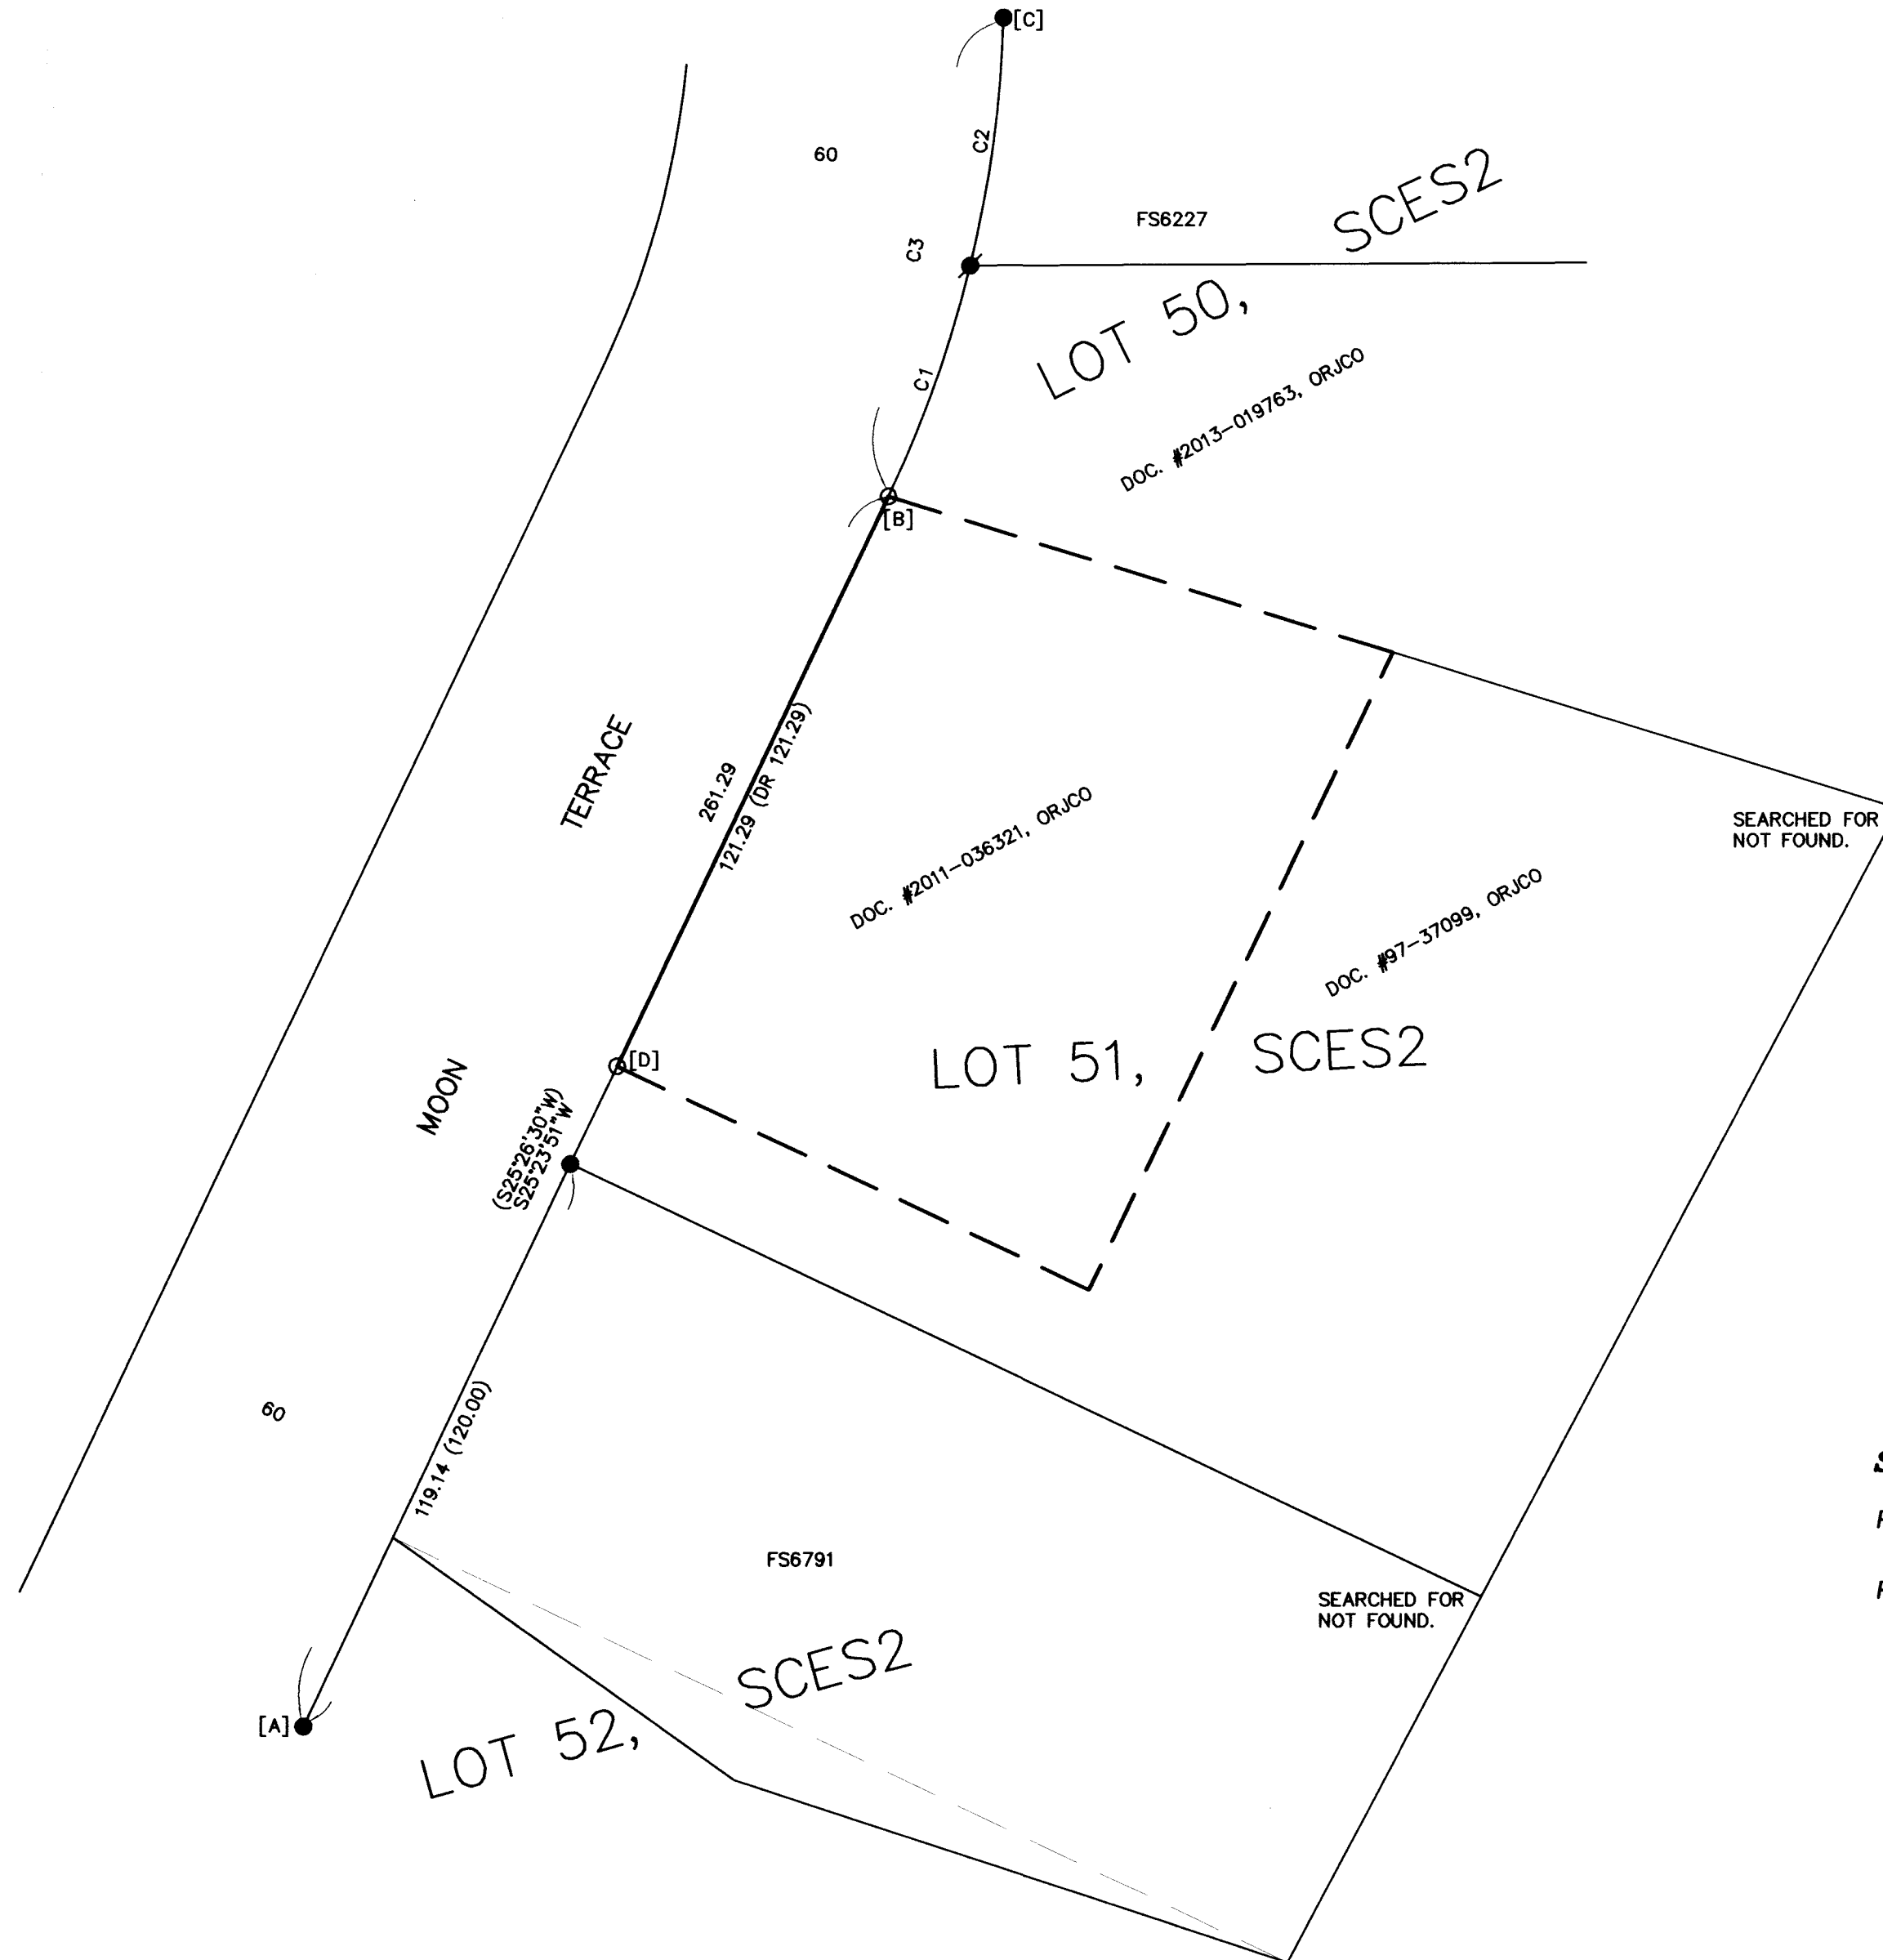 [C]
C2
60
SCES2
FS6227
C3
LOT 50,
C1
DOC. #2013-019763, ORJCO
[B]
TERRACE
261.29
121.29 (DR 121.29)
DOC. #2011-036321, ORJCO
SEARCHED FOR
NOT FOUND.
DOC. #97-37099, ORJCO
LOT 51, SCES2
[D]
MOON
(S25°26'30"W)
S25°23'51"W
119.14 (120.00)
60
FS6791
SEARCHED FOR
NOT FOUND.
SCES2
LOT 52,
[A]